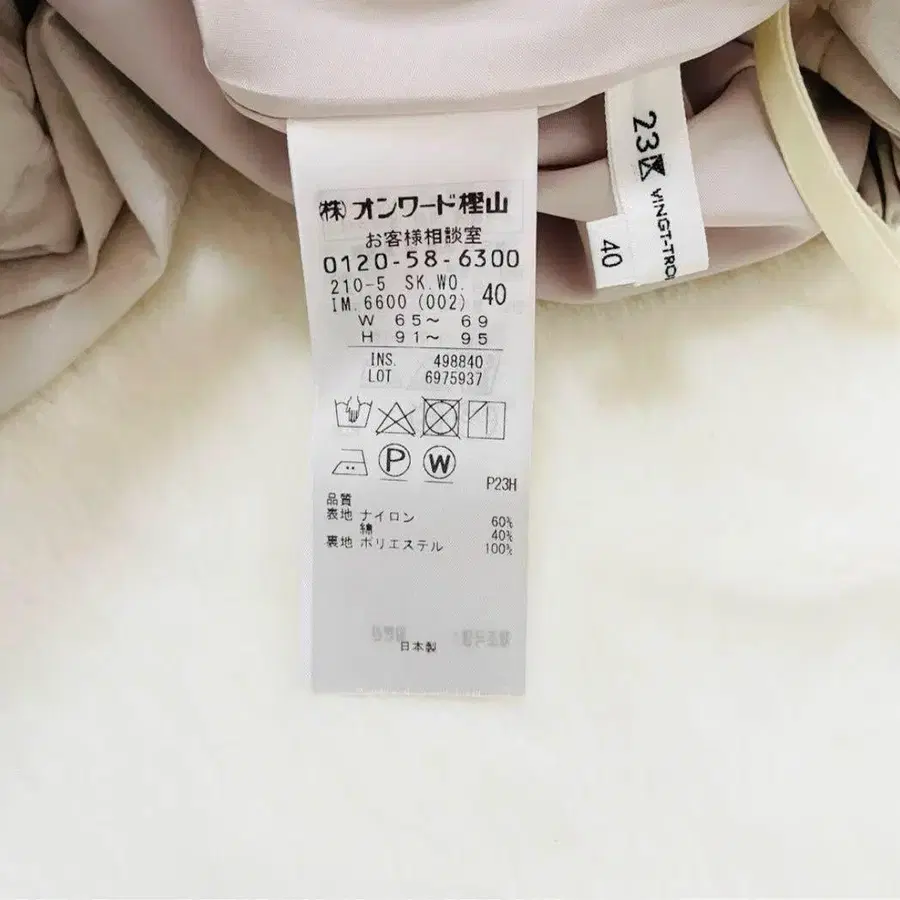 ㈱オンワード樫山
お客様相談室
0120-58-6300
210-5 SK.WO.
IM.6600 (002) 40
W 65～ 69
H 91～ 95
INS. 498840
LOT 6975937
P
W
P23H
品質
表地 ナイロン 60%
綿 40%
裏地 ポリエステル 100%
日本製
23区
VINGT-TROI
40